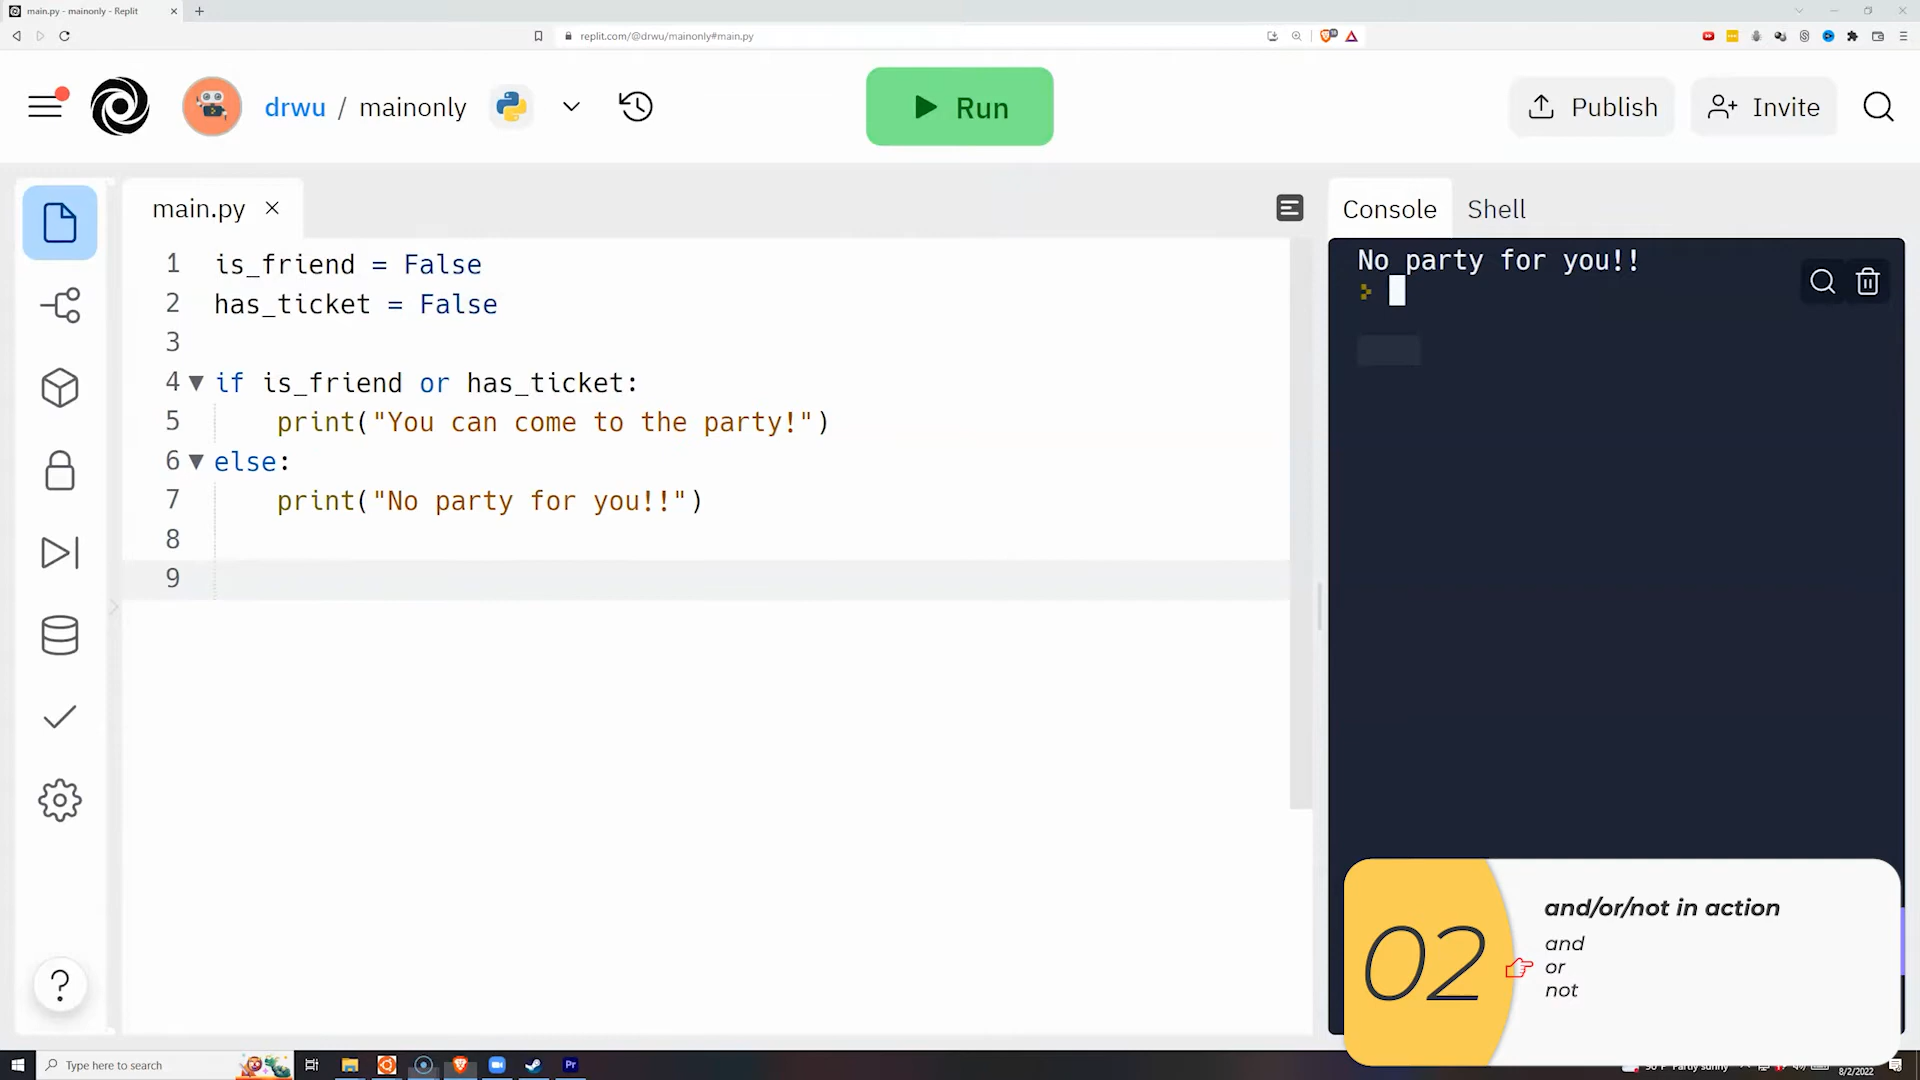 main.py - mainonly - Replit
replit.com/@drwu/mainonly#main.py
drwu / mainonly
Run
Publish
Invite
main.py
Console
Shell
1 is_friend = False
2 has_ticket = False
3
4 if is_friend or has_ticket:
5 print("You can come to the party!")
6 else:
7 print("No party for you!!")
8
9
No party for you!!
02
and/or/not in action
and
or
not
?
Type here to search
Pr
Partly sunny
8/2/2022